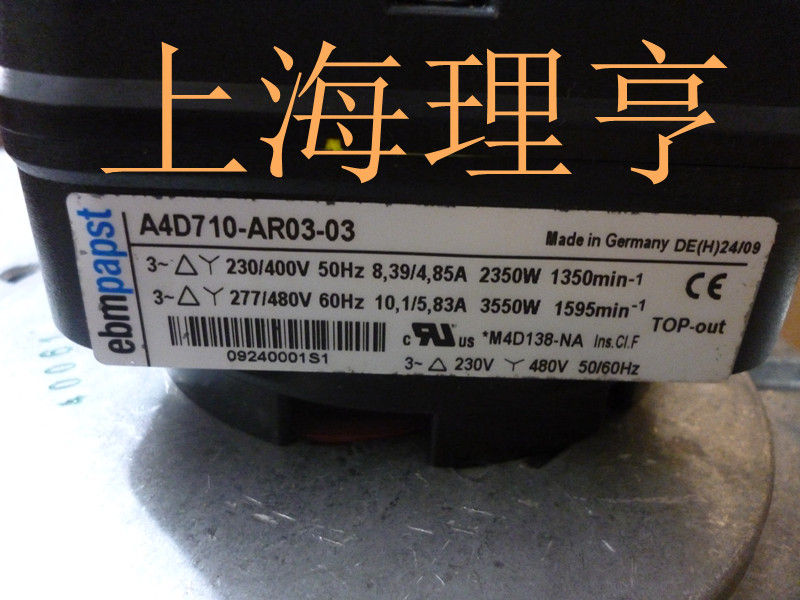 上海理亨
ebmpapst
A4D710-AR03-03
Made in Germany DE(H)24/09
3~ △ Y 230/400V 50Hz 8,39/4,85A 2350W 1350min-1
3~ △ Y 277/480V 60Hz 10,1/5,83A 3550W 1595min-1
CE
TOP-out
c RU us *M4D138-NA Ins.Cl.F
09240001S1
3~ △ 230V Y 480V 50/60Hz